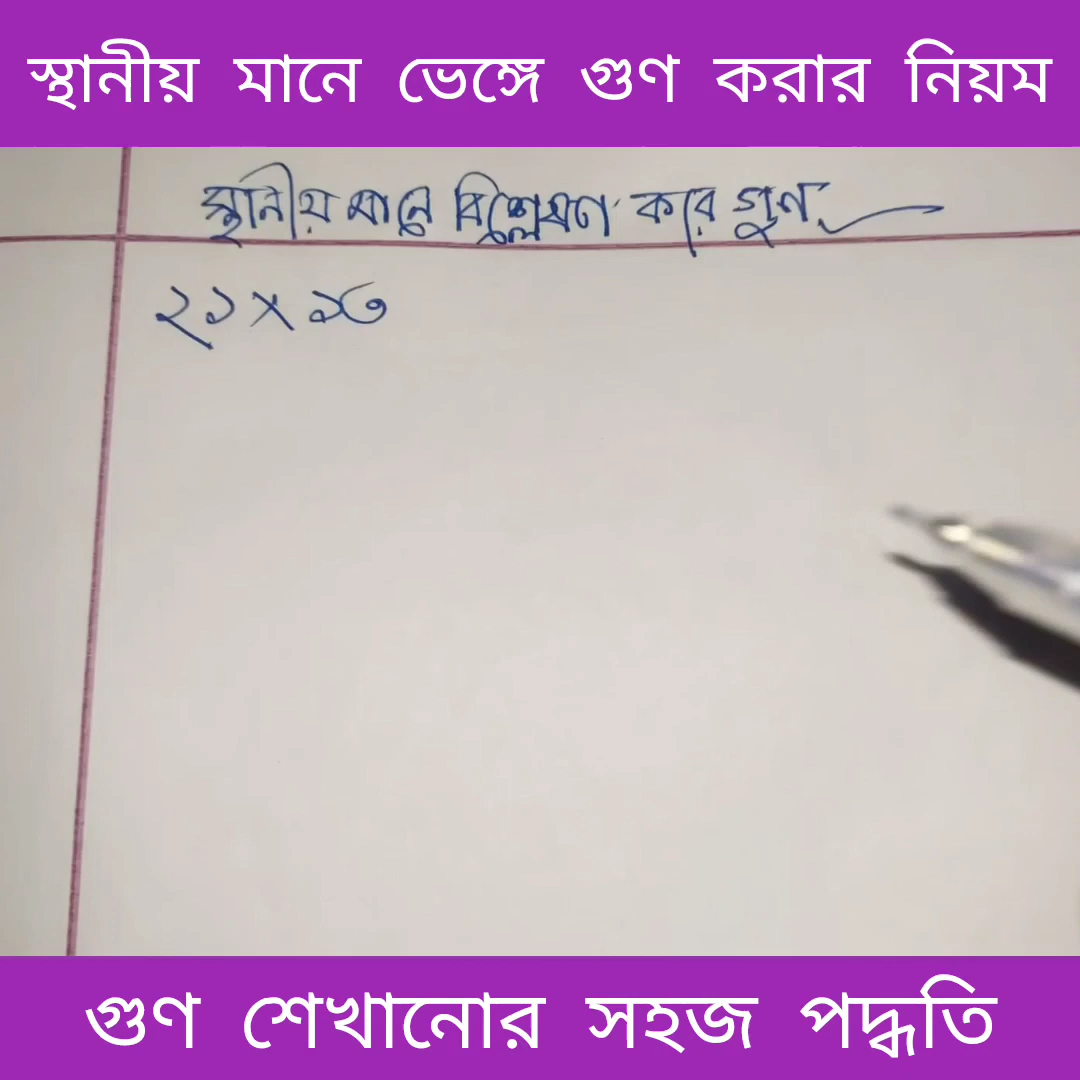 স্থানীয় মানে ভেঙ্গে গুণ করার নিয়ম
স্থানীয় মানে বিশ্লেষণ করে গুণ
২১ × ১৩
গুণ শেখানোর সহজ পদ্ধতি